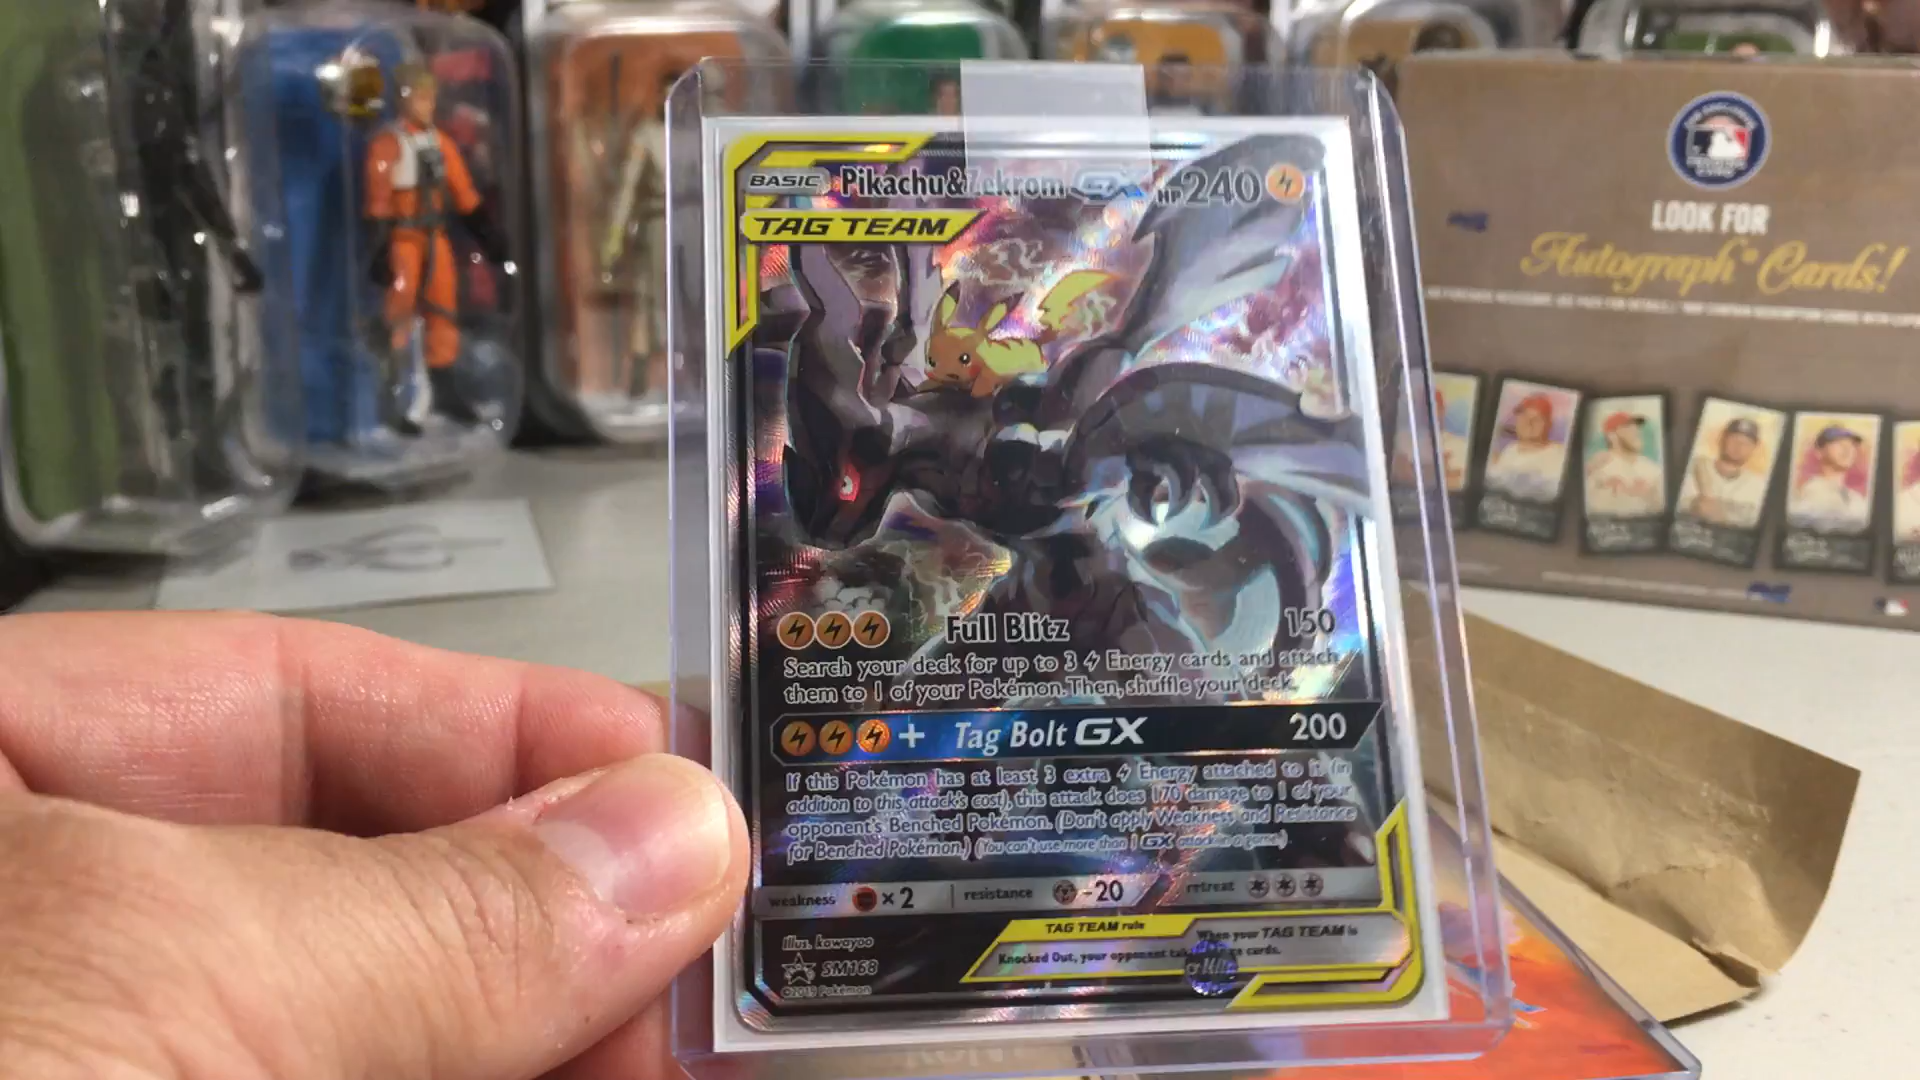 BASIC Pikachu&Zekrom GX HP240
TAG TEAM
Full Blitz 150
Search your deck for up to 3 Energy cards and attach
them to 1 of your Pokémon. Then, shuffle your deck.
+ Tag Bolt GX 200
If this Pokémon has at least 3 extra Energy attached to it (in
addition to this attack's cost), this attack does 170 damage to 1 of your
opponent's Benched Pokémon. (Don't apply Weakness and Resistance
for Benched Pokémon.) (You can't use more than 1 GX attack in a game.)
weakness ×2 resistance -20 retreat
TAG TEAM rule
When your TAG TEAM is
Knocked Out, your opponent cards.
Illus. kawayoo
SM168
©2019 Pokémon
LOOK FOR
Autograph* Cards!